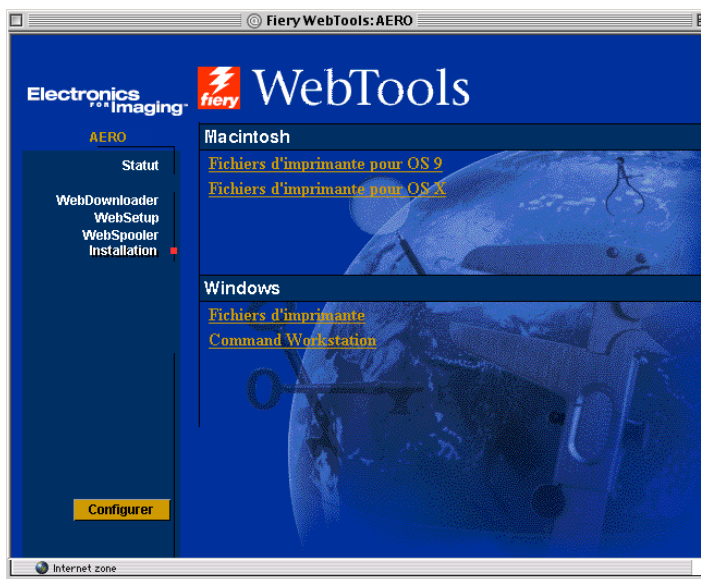 Fiery WebTools: AERO
Electronics
FOR Imaging
fiery
WebTools
AERO
Statut
WebDownloader
WebSetup
WebSpooler
Installation
Configurer
Macintosh
Fichiers d'imprimante pour OS 9
Fichiers d'imprimante pour OS X
Windows
Fichiers d'imprimante
Command Workstation
Internet zone